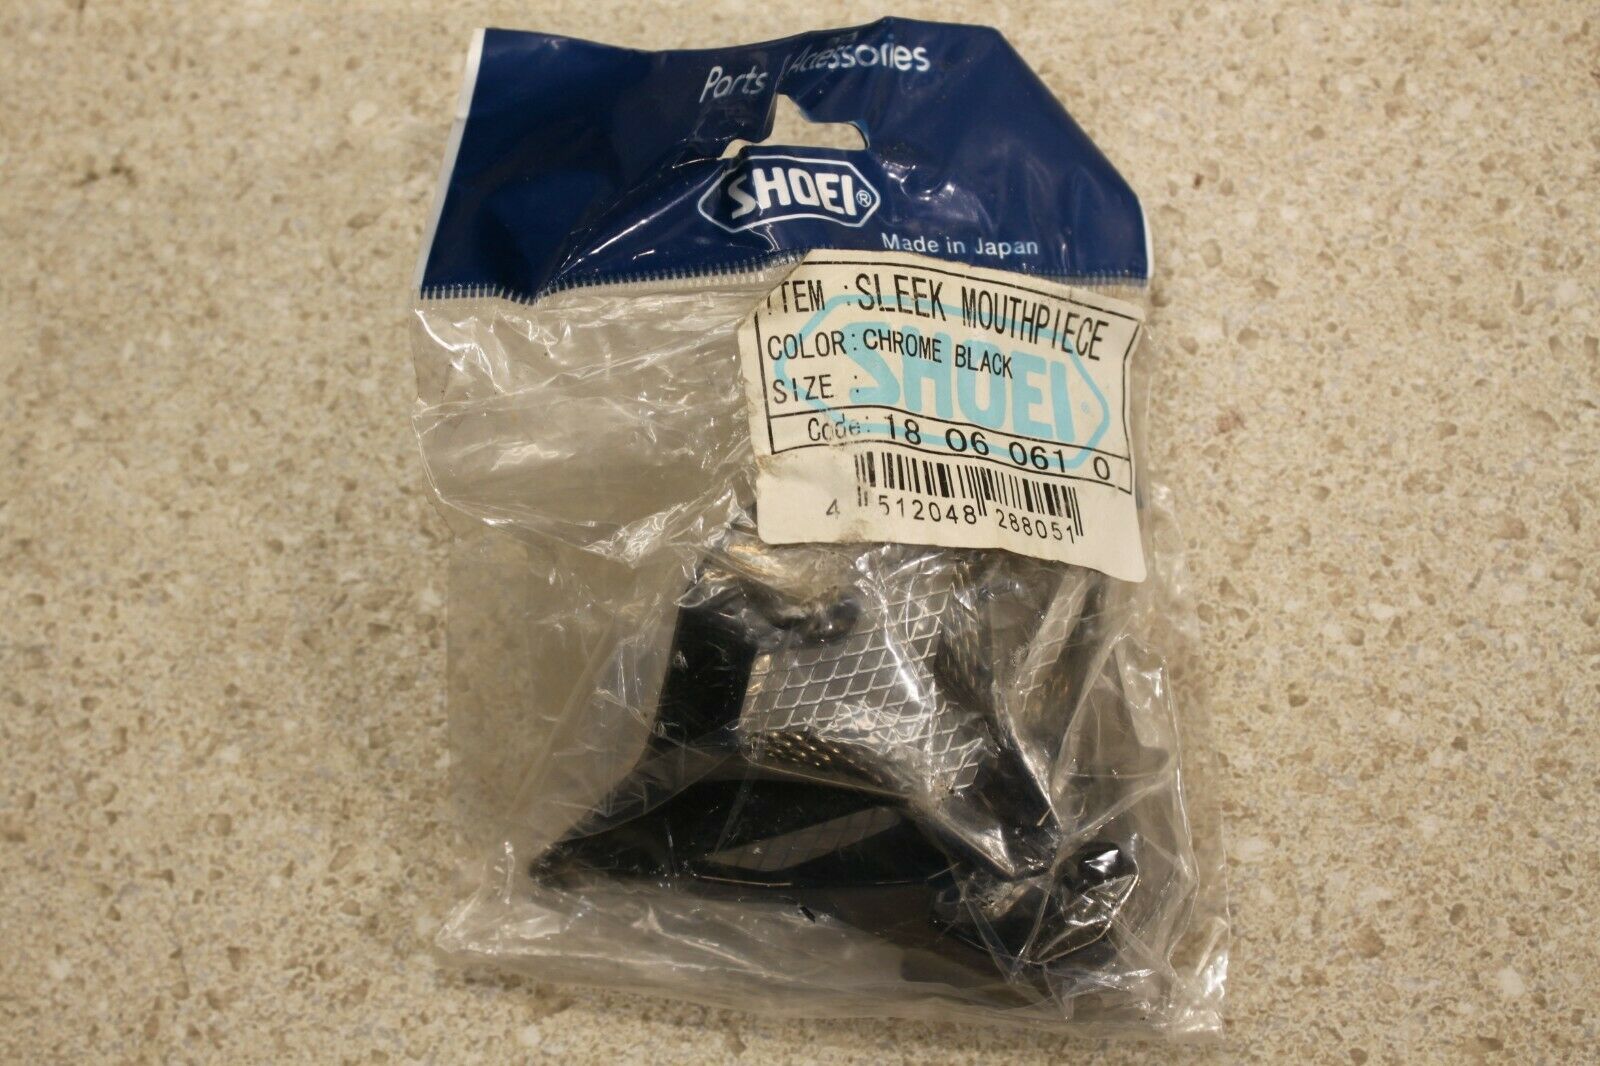 Parts Accessories
SHOEI®
Made in Japan
ITEM : SLEEK MOUTHPIECE
COLOR: CHROME BLACK
SIZE :
SHOEI®
Code: 18 06 061 0
4 512048 288051